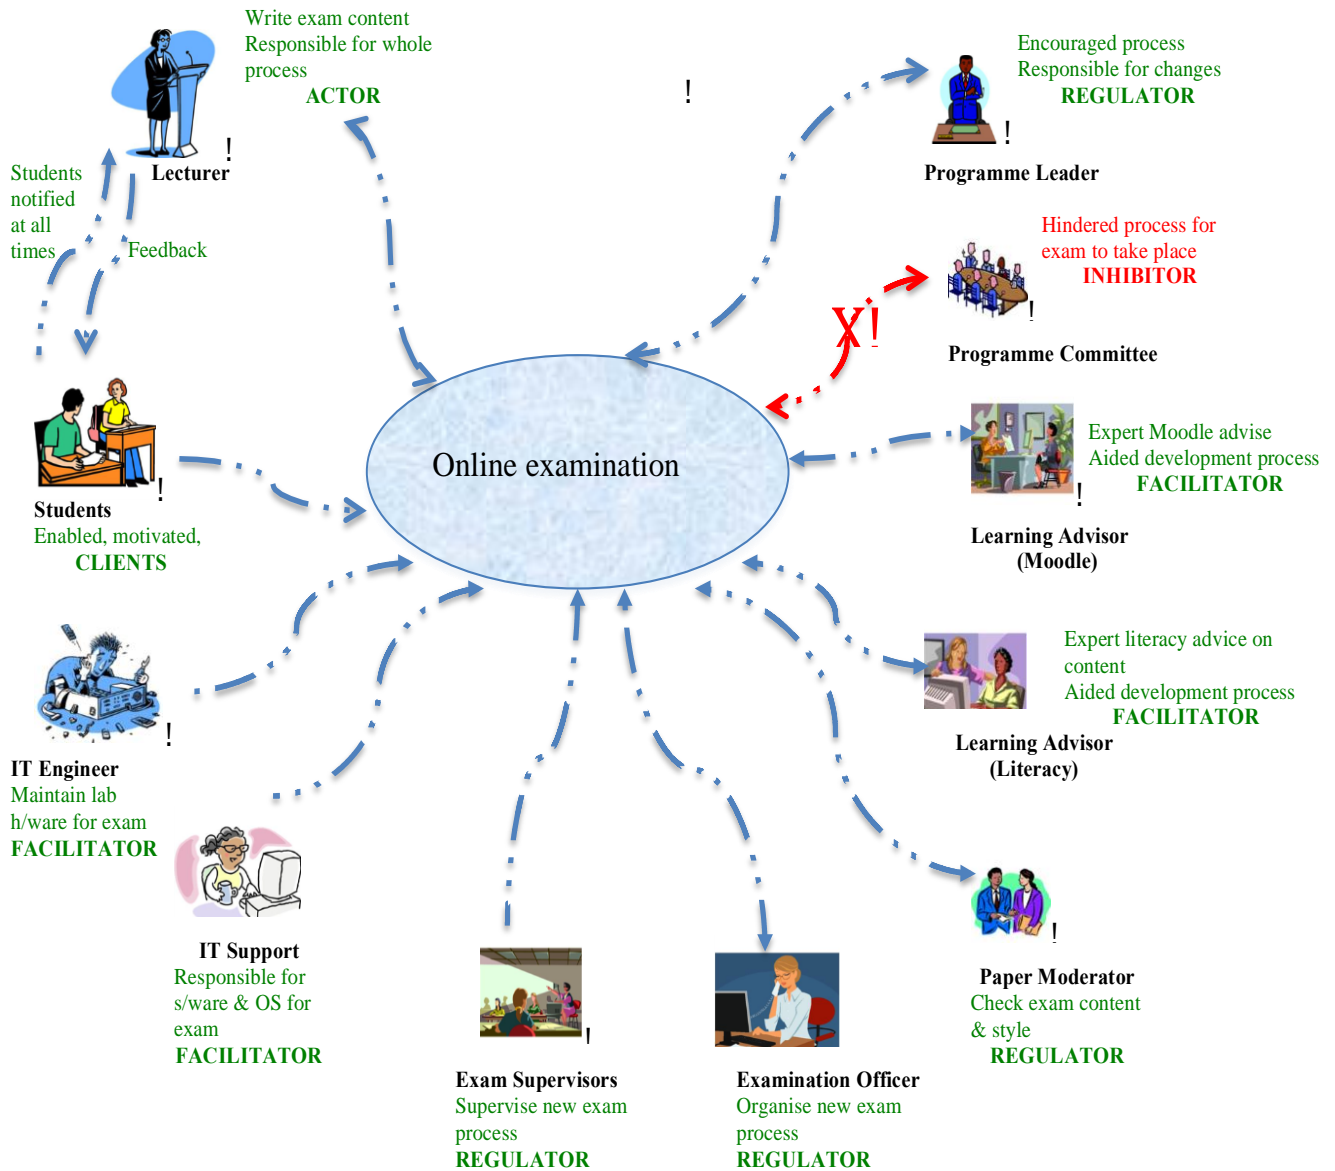 Write exam content
Responsible for whole
process
ACTOR
!
Lecturer
!
Encouraged process
Responsible for changes
REGULATOR
!
Programme Leader
Students
notified
at all
times
Feedback
Hindered process for
exam to take place
INHIBITOR
!
X!
Programme Committee
Online examination
Expert Moodle advise
Aided development process
FACILITATOR
!
Learning Advisor
(Moodle)
!
Students
Enabled, motivated,
CLIENTS
Expert literacy advice on
content
Aided development process
FACILITATOR
Learning Advisor
(Literacy)
!
IT Engineer
Maintain lab
h/ware for exam
FACILITATOR
IT Support
Responsible for
s/ware & OS for
exam
FACILITATOR
!
Exam Supervisors
Supervise new exam
process
REGULATOR
Examination Officer
Organise new exam
process
REGULATOR
!
Paper Moderator
Check exam content
& style
REGULATOR